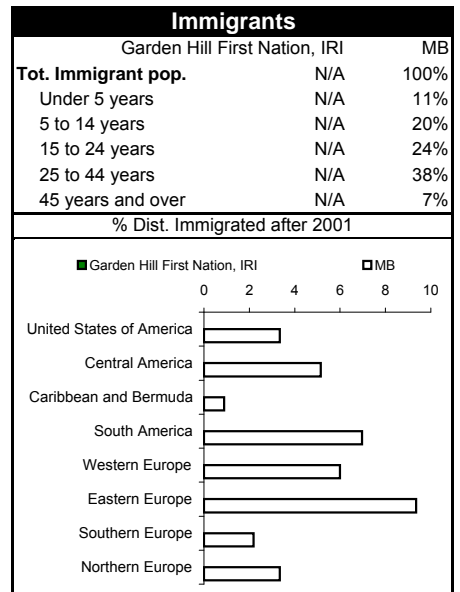 Immigrants
Garden Hill First Nation, IRI MB
Tot. Immigrant pop. N/A 100%
Under 5 years N/A 11%
5 to 14 years N/A 20%
15 to 24 years N/A 24%
25 to 44 years N/A 38%
45 years and over N/A 7%
% Dist. Immigrated after 2001
Garden Hill First Nation, IRI MB
0 2 4 6 8 10
United States of America
Central America
Caribbean and Bermuda
South America
Western Europe
Eastern Europe
Southern Europe
Northern Europe